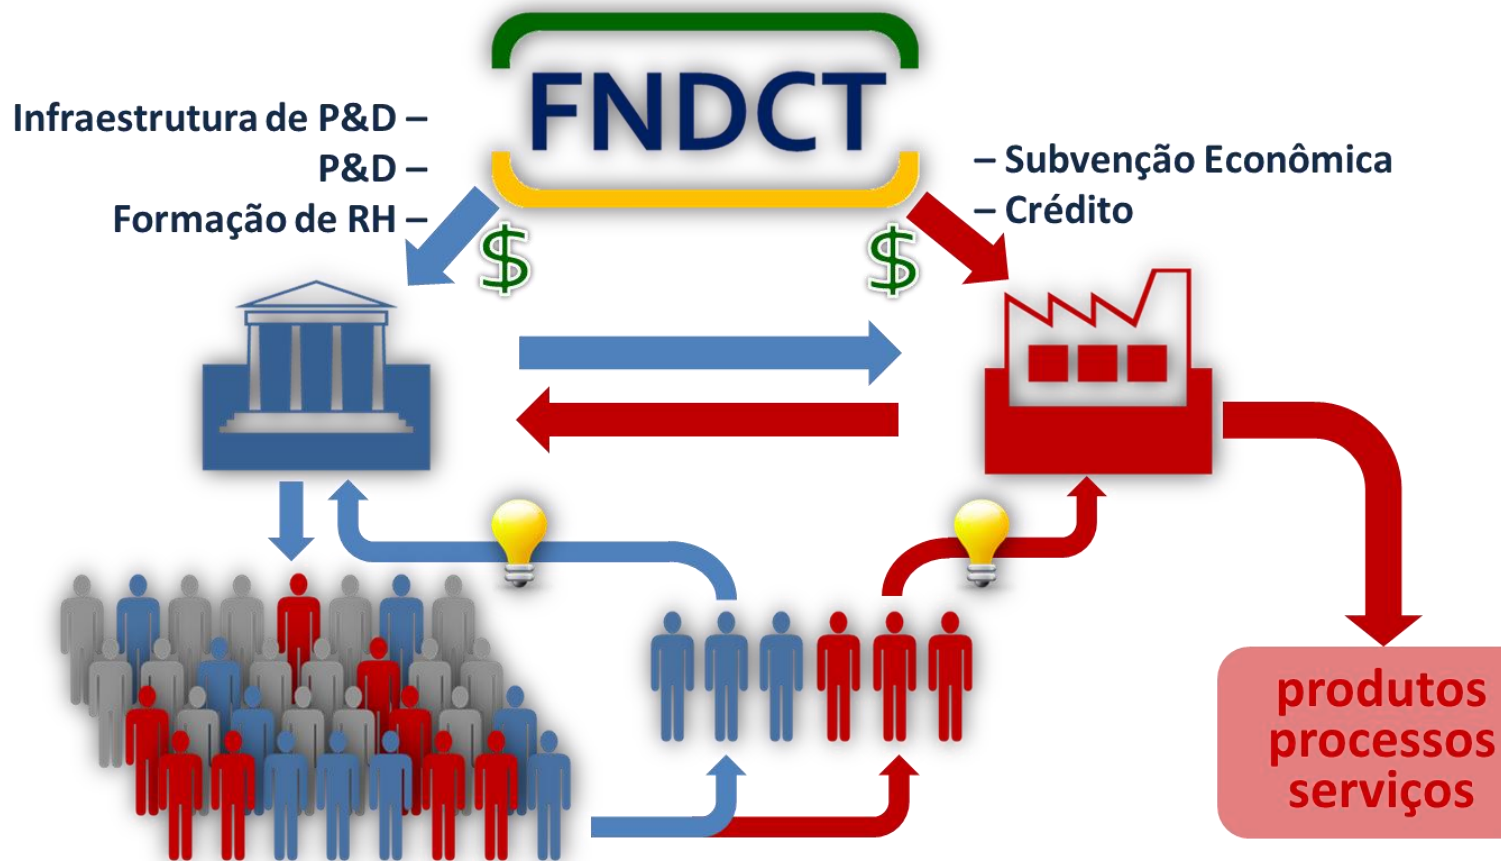 FNDCT
Infraestrutura de P&D –
P&D –
Formação de RH –
– Subvenção Econômica
– Crédito
$
$
produtos
processos
serviços